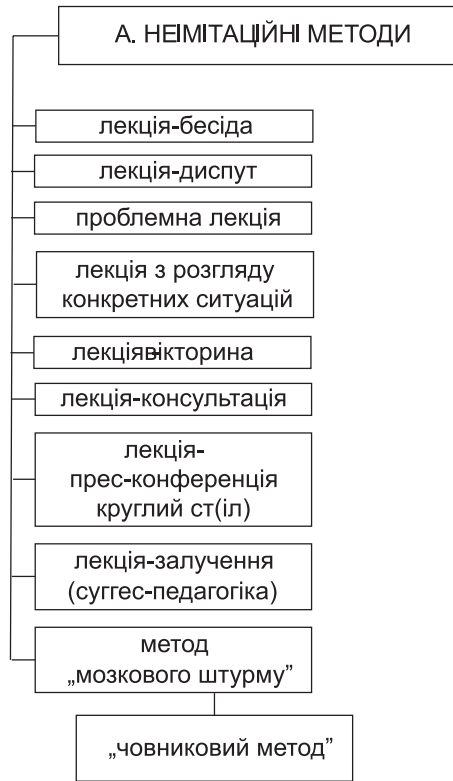 А. НЕІМІТАЦІЙНІ МЕТОДИ
лекція-бесіда
лекція-диспут
проблемна лекція
лекція з розгляду
конкретних ситуацій
лекціявікторина
лекція-консультація
лекція-
прес-конференція
круглий ст(іл)
лекція-залучення
(суггес-педагогіка)
метод
„мозкового штурму”
„човниковий метод”